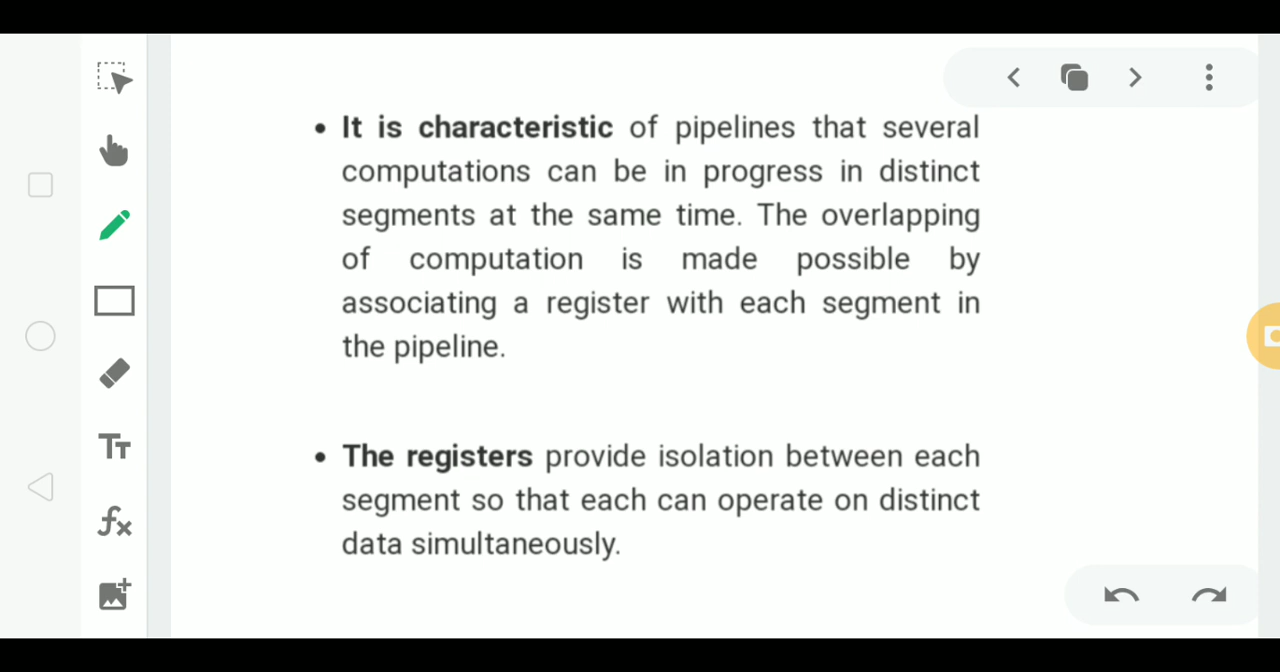 • It is characteristic of pipelines that several
computations can be in progress in distinct
segments at the same time. The overlapping
of computation is made possible by
associating a register with each segment in
the pipeline.
• The registers provide isolation between each
segment so that each can operate on distinct
data simultaneously.
TT
fx